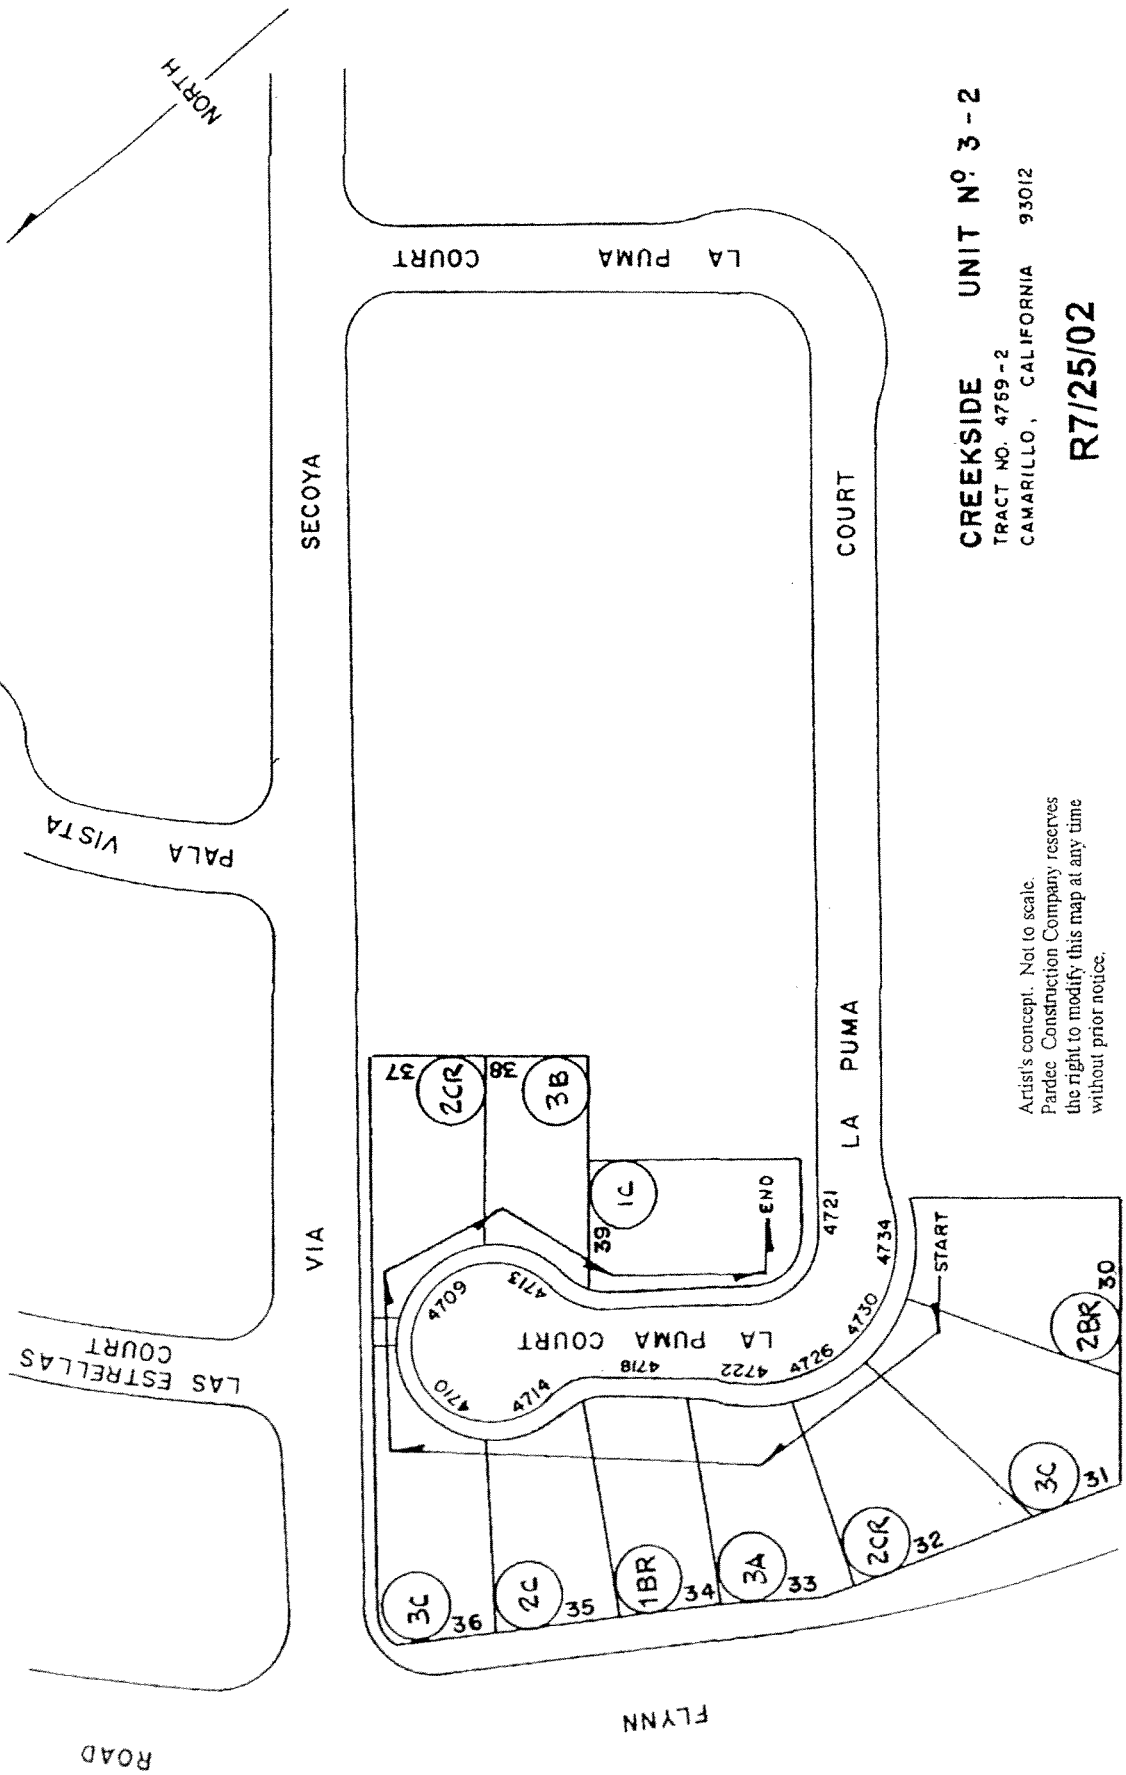 NORTH
VIA SECOYA
LA PUMA COURT
PALA VISTA
LAS ESTRELLAS
COURT
FLYNN ROAD
LA PUMA COURT
LA PUMA COURT
4709
4713
4710
4714
4718
4722
4726
4730
4734
4721
START
END
2BR 30
3C 31
2CR 32
3A 33
1BR 34
2C 35
3C 36
37 2CR
38 3B
39 1C
CREEKSIDE UNIT Nº 3-2
TRACT NO. 4759-2
CAMARILLO, CALIFORNIA 93012
R7/25/02
Artist's concept. Not to scale.
Pardee Construction Company reserves
the right to modify this map at any time
without prior notice.